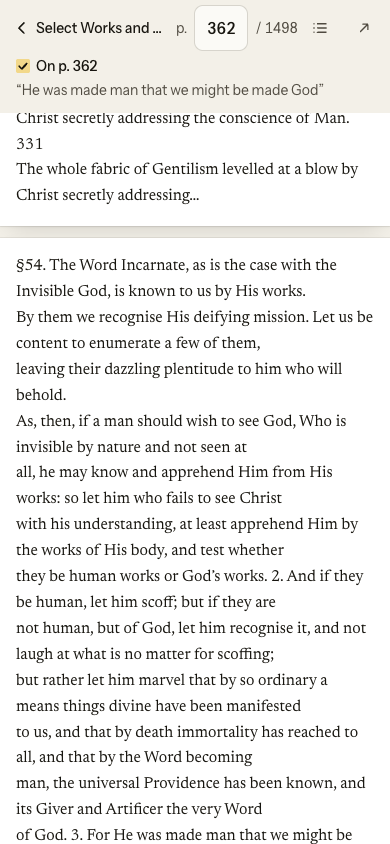 Select Works and ... p. 362 / 1498
On p. 362
“He was made man that we might be made God”
Christ secretly addressing the conscience of Man.
331
The whole fabric of Gentilism levelled at a blow by
Christ secretly addressing...
§54. The Word Incarnate, as is the case with the
Invisible God, is known to us by His works.
By them we recognise His deifying mission. Let us be
content to enumerate a few of them,
leaving their dazzling plentitude to him who will
behold.
As, then, if a man should wish to see God, Who is
invisible by nature and not seen at
all, he may know and apprehend Him from His
works: so let him who fails to see Christ
with his understanding, at least apprehend Him by
the works of His body, and test whether
they be human works or God’s works. 2. And if they
be human, let him scoff; but if they are
not human, but of God, let him recognise it, and not
laugh at what is no matter for scoffing;
but rather let him marvel that by so ordinary a
means things divine have been manifested
to us, and that by death immortality has reached to
all, and that by the Word becoming
man, the universal Providence has been known, and
its Giver and Artificer the very Word
of God. 3. For He was made man that we might be